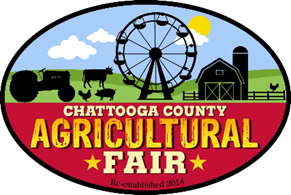 CHATTOOGA COUNTY
AGRICULTURAL
FAIR
Re-established 2014